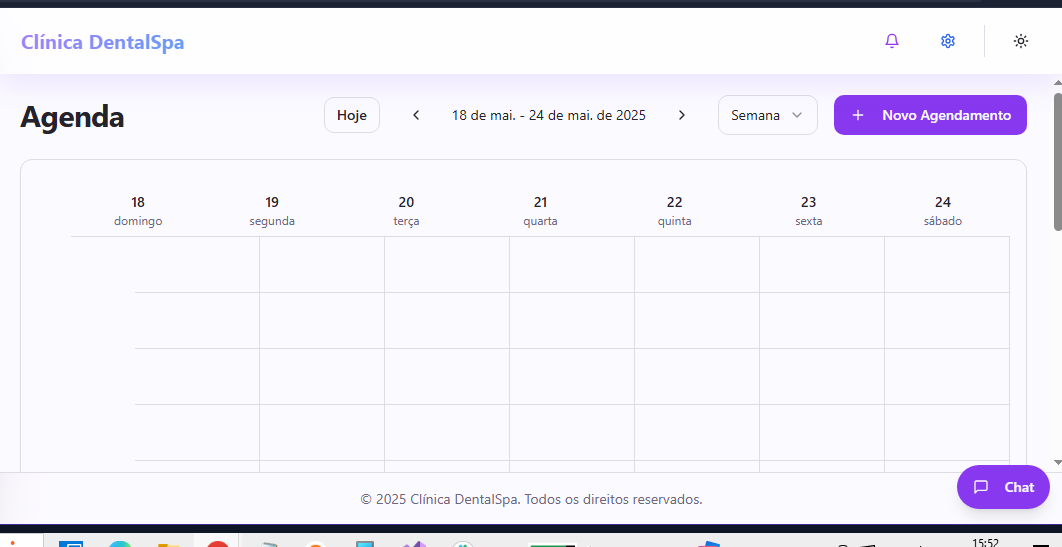 Clínica DentalSpa
Agenda
Hoje
18 de mai. - 24 de mai. de 2025
Semana
Novo Agendamento
18 19 20 21 22 23 24
domingo segunda terça quarta quinta sexta sábado
© 2025 Clínica DentalSpa. Todos os direitos reservados.
Chat
15:52